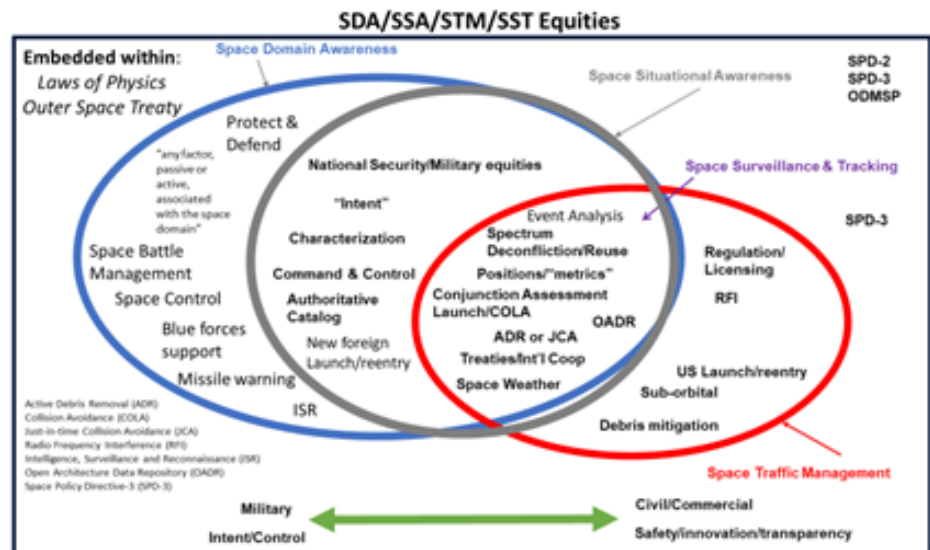 SDA/SSA/STM/SST Equities
Embedded within:
Laws of Physics
Outer Space Treaty
Space Domain Awareness
Space Situational Awareness
SPD-2
SPD-3
ODMSP
Protect &
Defend
"any factor,
passive or
active,
associated
with the space
domain"
Space Battle
Management
Space Control
Blue forces
support
Missile warning
ISR
National Security/Military equities
"Intent"
Characterization
Command & Control
Authoritative
Catalog
New foreign
Launch/reentry
Space Surveillance & Tracking
Event Analysis
Spectrum
Deconfliction/Reuse
Positions/"metrics"
Conjunction Assessment
Launch/COLA
OADR
ADR or JCA
Treaties/Int'l Coop
Space Weather
SPD-3
Regulation/
Licensing
RFI
US Launch/reentry
Sub-orbital
Debris mitigation
Space Traffic Management
Active Debris Removal (ADR)
Collision Avoidance (COLA)
Just-in-time Collision Avoidance (JCA)
Radio Frequency Interference (RFI)
Intelligence, Surveillance and Reconnaissance (ISR)
Open Architecture Data Repository (OADR)
Space Policy Directive-3 (SPD-3)
Military
Intent/Control
Civil/Commercial
Safety/innovation/transparency